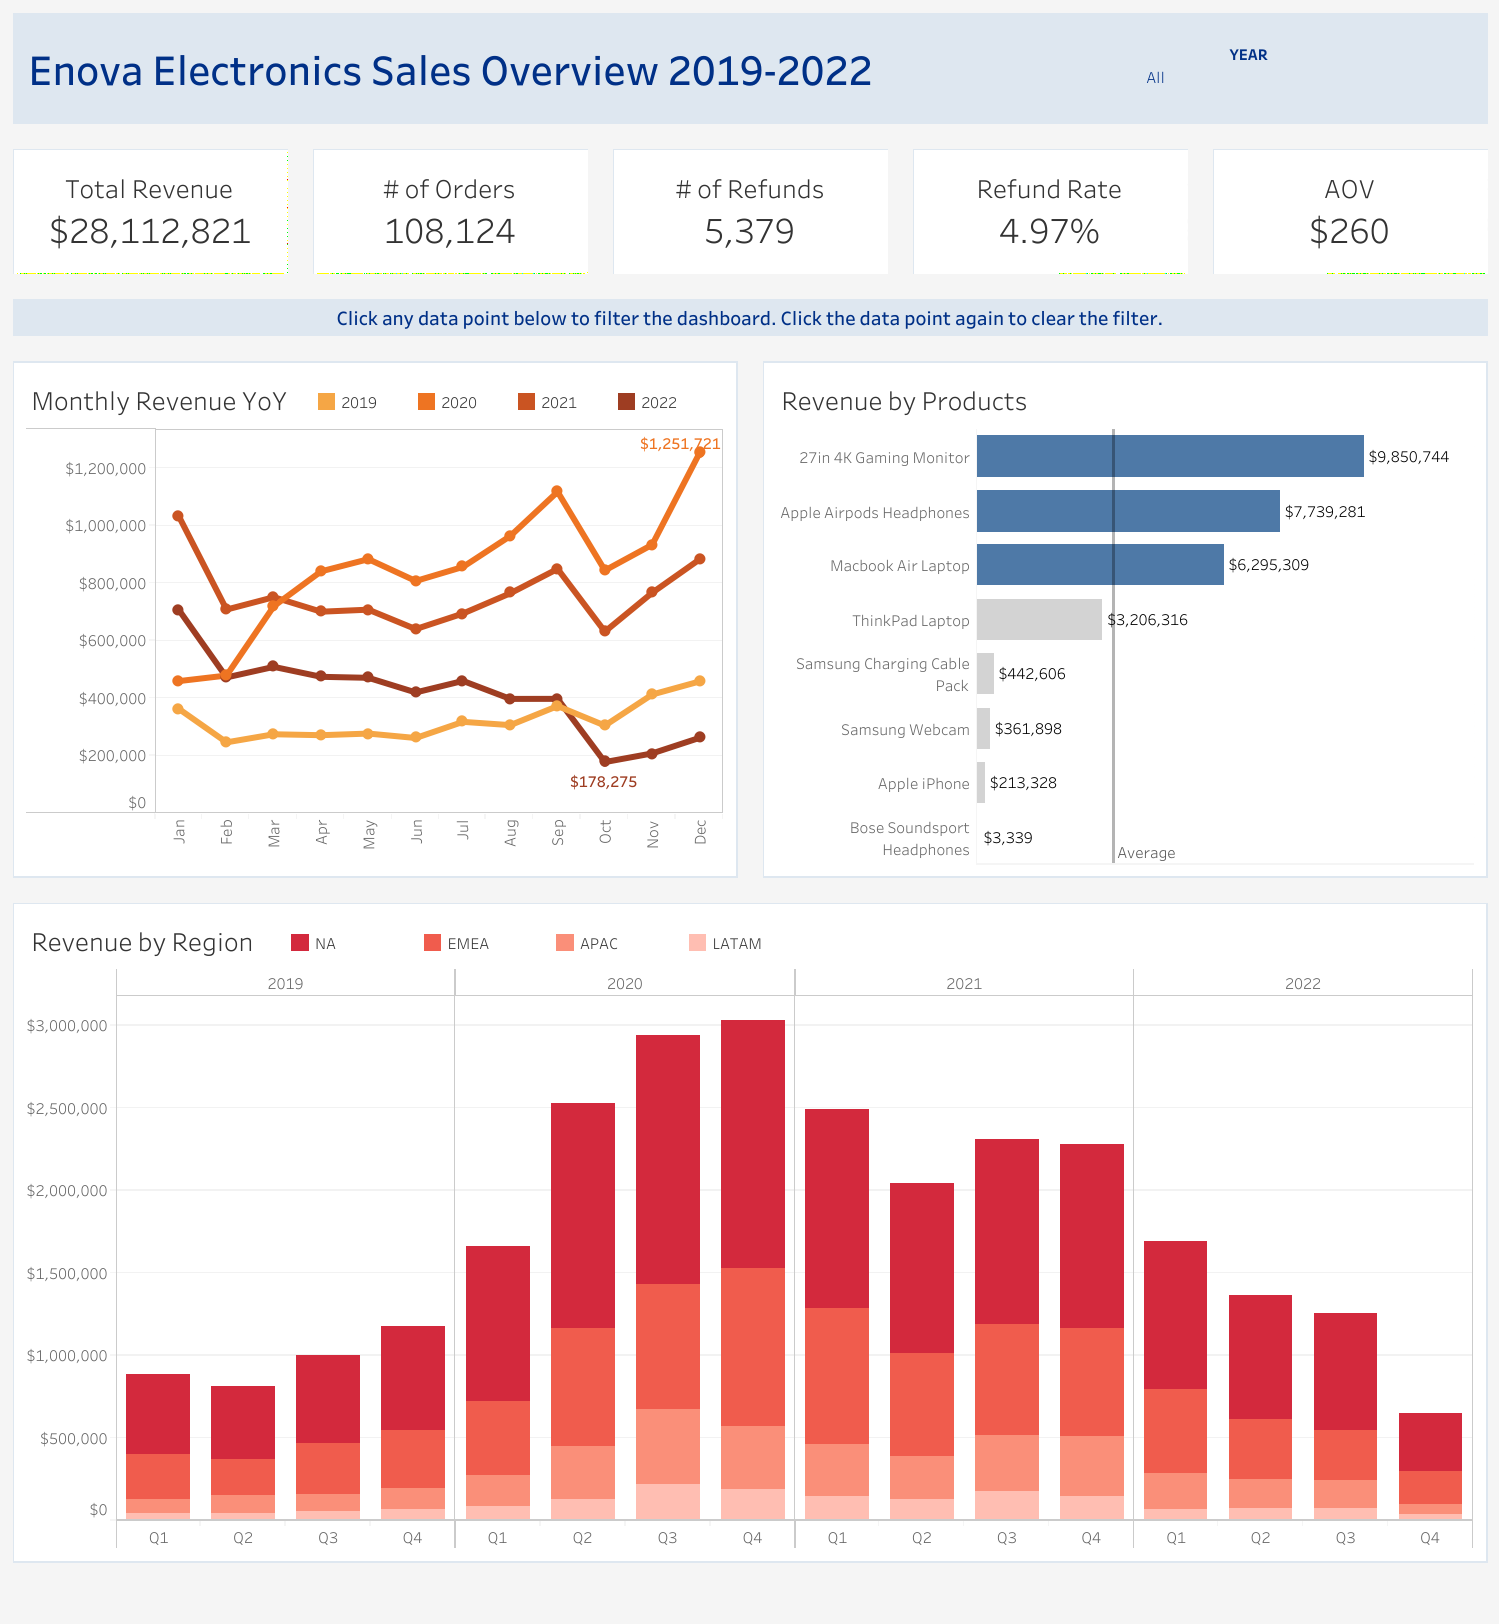 Enova Electronics Sales Overview 2019-2022
YEAR
All
Total Revenue
$28,112,821
# of Orders
108,124
# of Refunds
5,379
Refund Rate
4.97%
AOV
$260
Click any data point below to filter the dashboard. Click the data point again to clear the filter.
Monthly Revenue YoY 2019 2020 2021 2022
$1,251,721
$1,200,000
$1,000,000
$800,000
$600,000
$400,000
$200,000
$178,275
$0
Jan Feb Mar Apr May Jun Jul Aug Sep Oct Nov Dec
Revenue by Products
27in 4K Gaming Monitor $9,850,744
Apple Airpods Headphones $7,739,281
Macbook Air Laptop $6,295,309
ThinkPad Laptop $3,206,316
Samsung Charging Cable
Pack
$442,606
Samsung Webcam $361,898
Apple iPhone $213,328
Bose Soundsport
Headphones
$3,339
Average
Revenue by Region NA EMEA APAC LATAM
2019 2020 2021 2022
$3,000,000
$2,500,000
$2,000,000
$1,500,000
$1,000,000
$500,000
$0
Q1 Q2 Q3 Q4 Q1 Q2 Q3 Q4 Q1 Q2 Q3 Q4 Q1 Q2 Q3 Q4